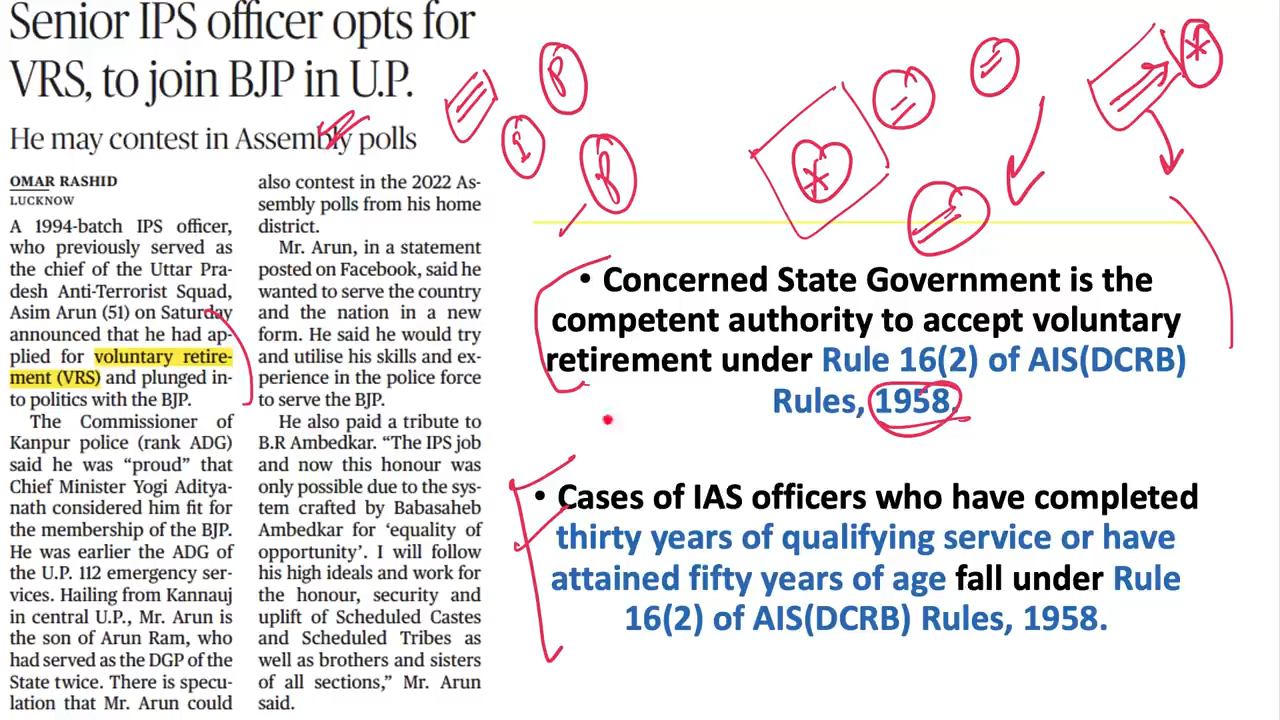 Senior IPS officer opts for
VRS, to join BJP in U.P.
He may contest in Assembly polls
OMAR RASHID
LUCKNOW
A 1994-batch IPS officer,
who previously served as
the chief of the Uttar Pra-
desh Anti-Terrorist Squad,
Asim Arun (51) on Saturday
announced that he had ap-
plied for voluntary retire-
ment (VRS) and plunged in-
to politics with the BJP.
The Commissioner of
Kanpur police (rank ADG)
said he was “proud” that
Chief Minister Yogi Aditya-
nath considered him fit for
the membership of the BJP.
He was earlier the ADG of
the U.P. 112 emergency ser-
vices. Hailing from Kannauj
in central U.P., Mr. Arun is
the son of Arun Ram, who
had served as the DGP of the
State twice. There is specu-
lation that Mr. Arun could
also contest in the 2022 As-
sembly polls from his home
district.
Mr. Arun, in a statement
posted on Facebook, said he
wanted to serve the country
and the nation in a new
form. He said he would try
and utilise his skills and ex-
perience in the police force
to serve the BJP.
He also paid a tribute to
B.R Ambedkar. “The IPS job
and now this honour was
only possible due to the sys-
tem crafted by Babasaheb
Ambedkar for ‘equality of
opportunity’. I will follow
his high ideals and work for
the honour, security and
uplift of Scheduled Castes
and Scheduled Tribes as
well as brothers and sisters
of all sections,” Mr. Arun
said.
• Concerned State Government is the
competent authority to accept voluntary
retirement under Rule 16(2) of AIS(DCRB)
Rules, 1958.
• Cases of IAS officers who have completed
thirty years of qualifying service or have
attained fifty years of age fall under Rule
16(2) of AIS(DCRB) Rules, 1958.